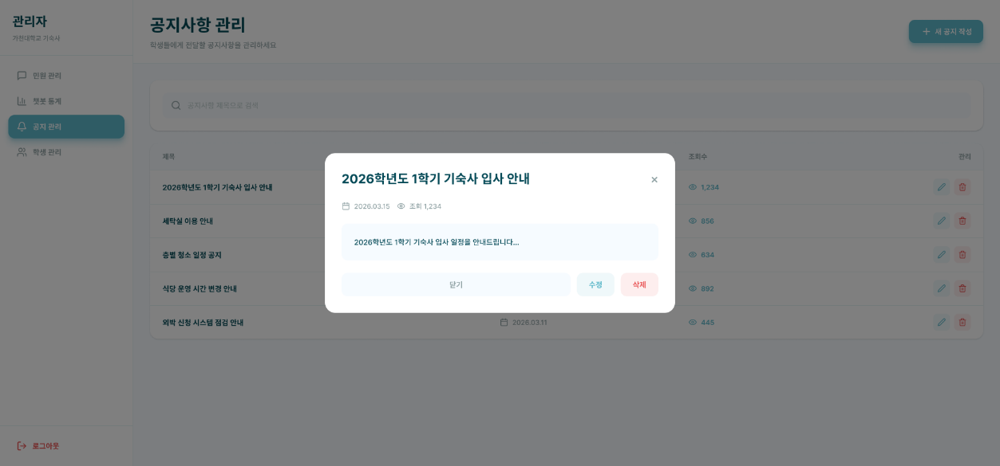 관리자
가천대학교 기숙사
민원 관리
챗봇 통계
공지 관리
학생 관리
로그아웃
공지사항 관리
학생들에게 전달할 공지사항을 관리하세요
+ 새 공지 작성
공지사항 제목으로 검색
제목 조회수 관리
2026학년도 1학기 기숙사 입사 안내 1,234
세탁실 이용 안내 856
층별 청소 일정 공지 634
식당 운영 시간 변경 안내 892
외박 신청 시스템 점검 안내 2026.03.11 445
2026학년도 1학기 기숙사 입사 안내 ×
2026.03.15 조회 1,234
2026학년도 1학기 기숙사 입사 일정을 안내드립니다...
닫기 수정 삭제